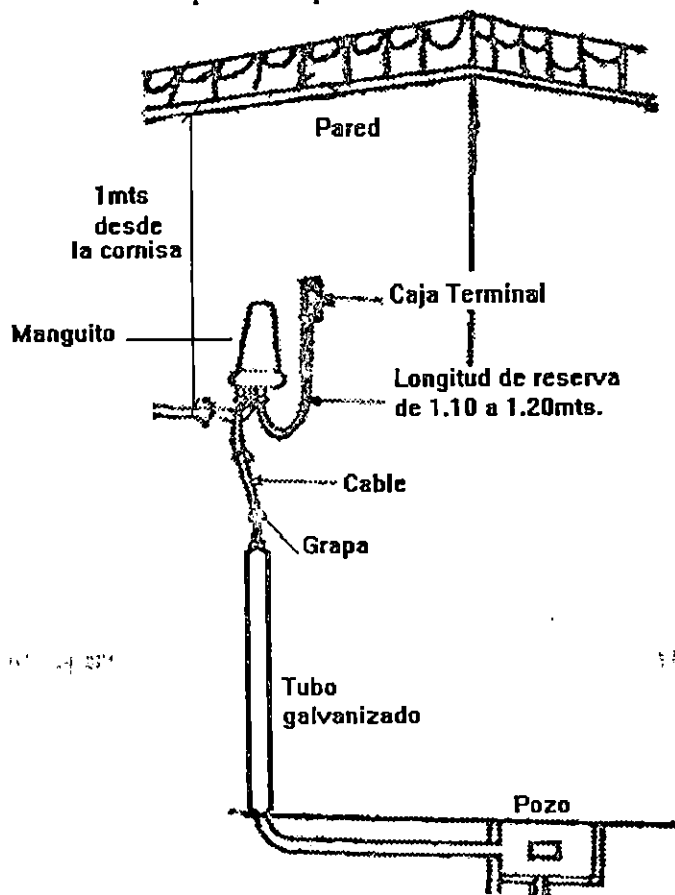 Pared
1mts
desde
la cornisa
Caja Terminal
Manguito
Longitud de reserva
de 1.10 a 1.20mts.
Cable
Grapa
Tubo
galvanizado
Pozo